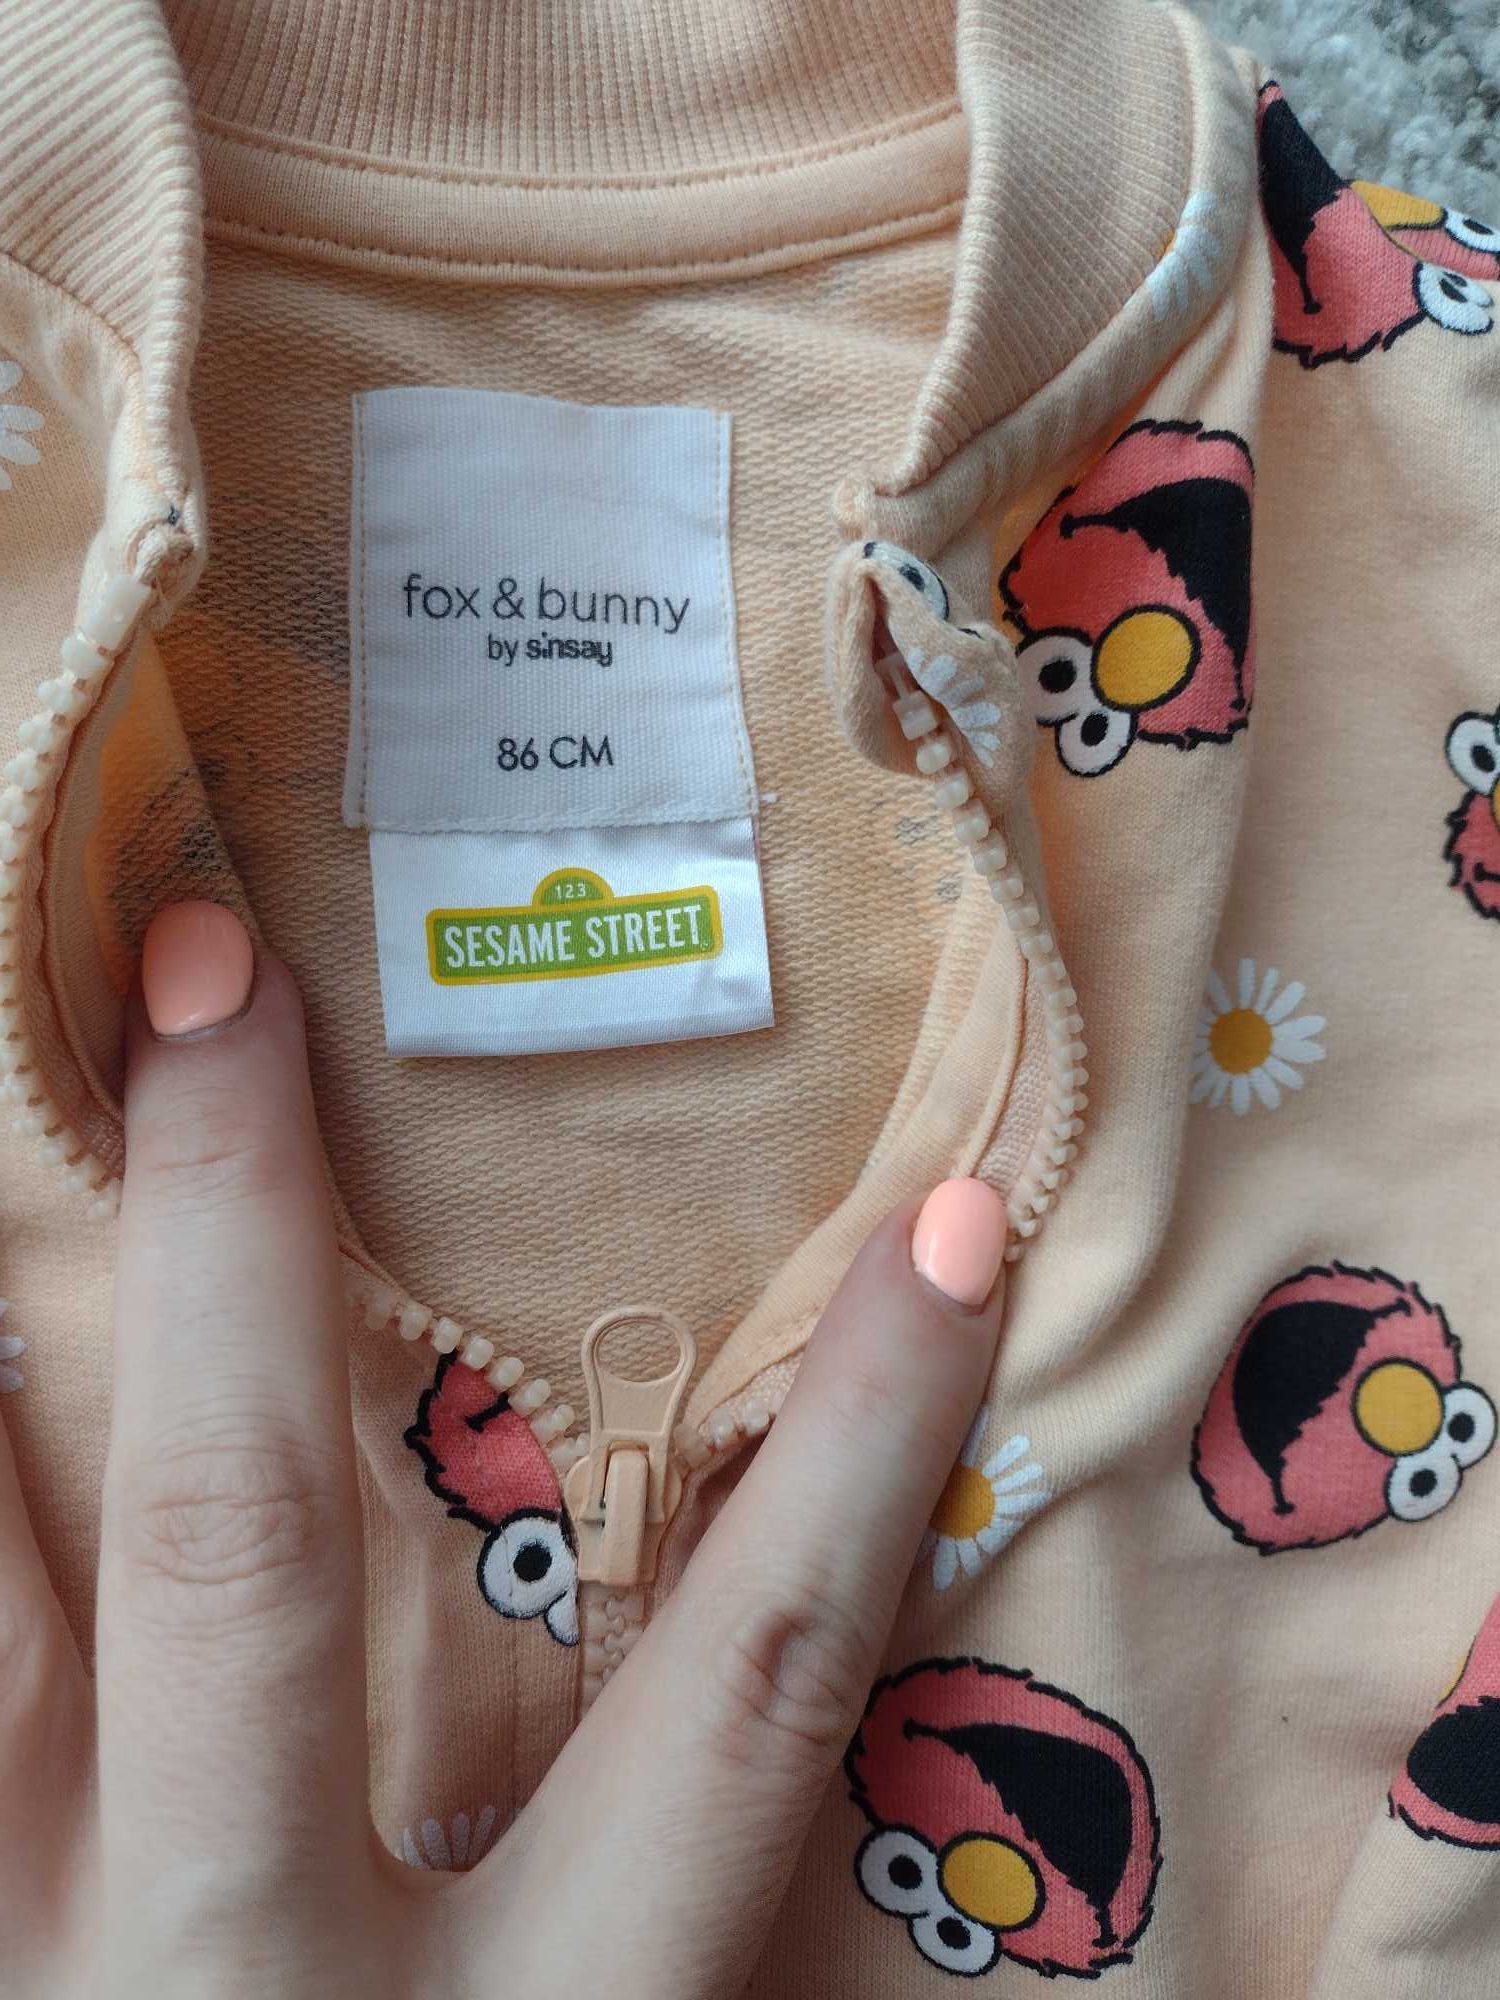 fox & bunny
by sinsay
86 CM
123
SESAME STREET